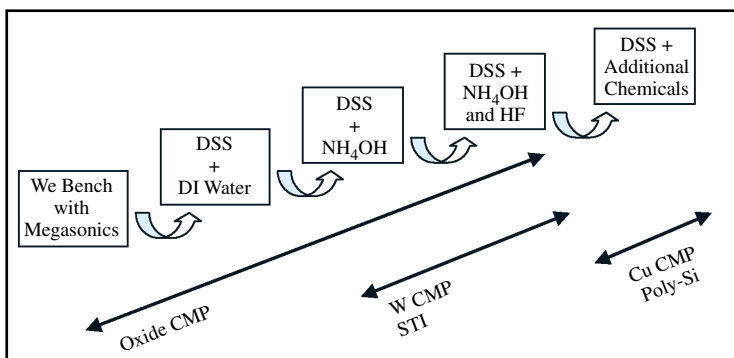 We Bench
with
Megasonics
DSS
+
DI Water
DSS
+
NH₄OH
DSS +
NH₄OH
and HF
DSS +
Additional
Chemicals
Oxide CMP
W CMP
STI
Cu CMP
Poly-Si